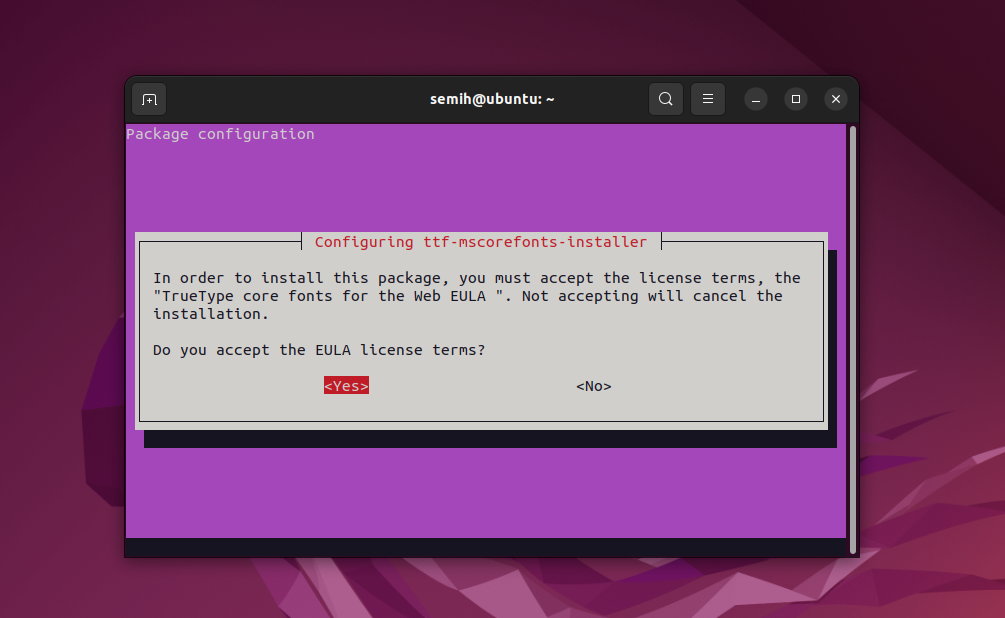 semih@ubuntu: ~
Package configuration
Configuring ttf-mscorefonts-installer
In order to install this package, you must accept the license terms, the
"TrueType core fonts for the Web EULA ". Not accepting will cancel the
installation.
Do you accept the EULA license terms?
<Yes> <No>